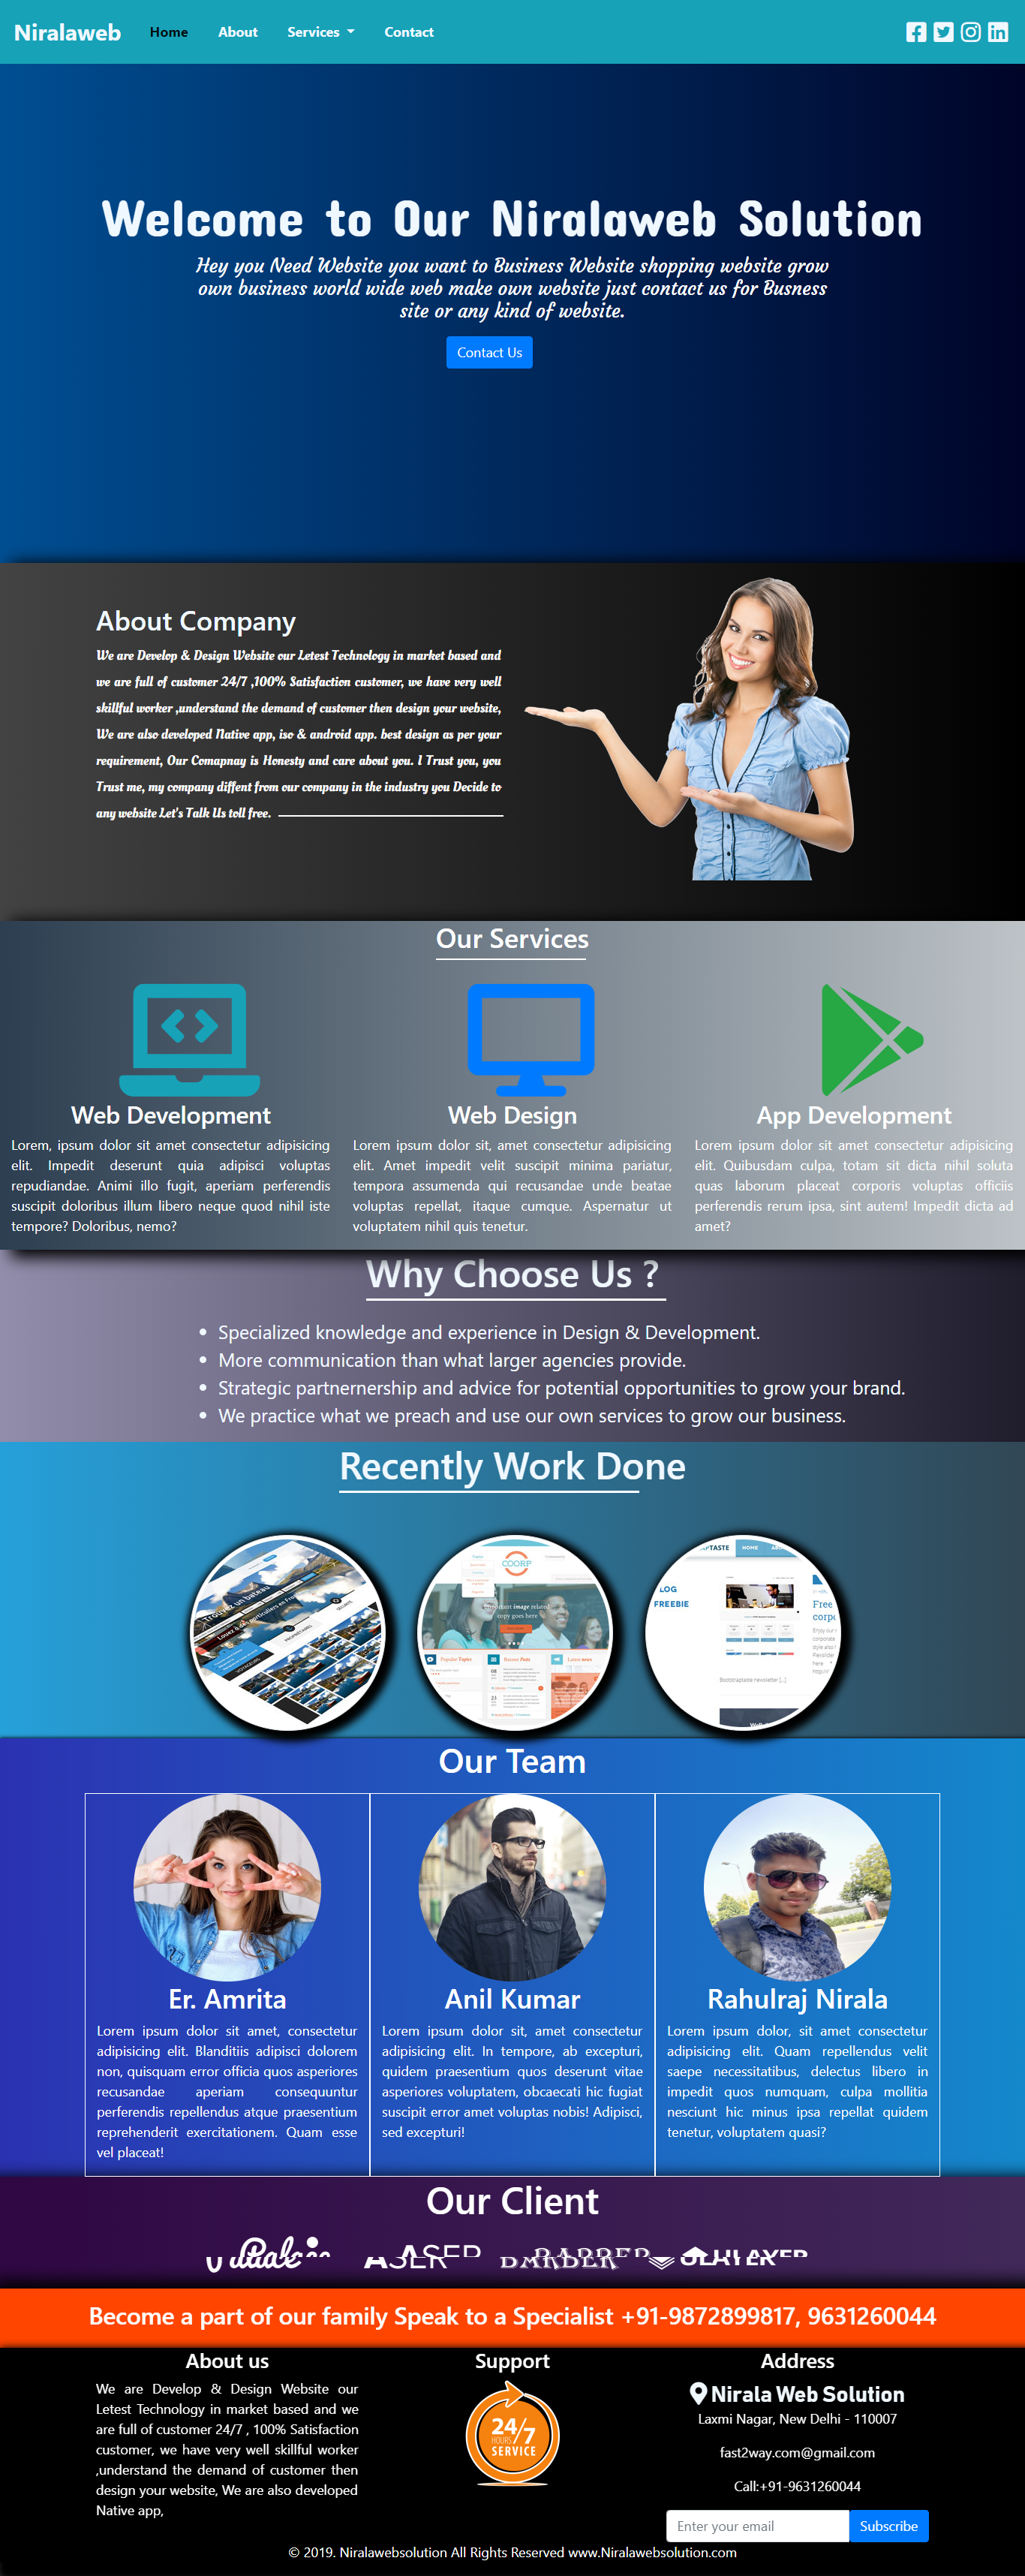 Niralaweb Home About Services Contact
Welcome to Our Niralaweb Solution
Hey you Need Website you want to Business Website shopping website grow
own business world wide web make own website just contact us for Busness
site or any kind of website.
Contact Us
About Company
We are Develop & Design Website our Letest Technology in market based and
we are full of customer 24/7 ,100% Satisfaction customer, we have very well
skillful worker ,understand the demand of customer then design your website,
We are also developed Native app, iso & android app. best design as per your
requirement, Our Comapnay is Honesty and care about you. l Trust you, you
Trust me, my company diffent from our company in the industry you Decide to
any website Let's Talk Us toll free.
Our Services
Web Development
Lorem, ipsum dolor sit amet consectetur adipisicing
elit. Impedit deserunt quia adipisci voluptas
repudiandae. Animi illo fugit, aperiam perferendis
suscipit doloribus illum libero neque quod nihil iste
tempore? Doloribus, nemo?
Web Design
Lorem ipsum dolor sit, amet consectetur adipisicing
elit. Amet impedit velit suscipit minima pariatur,
tempora assumenda qui recusandae unde beatae
voluptas repellat, itaque cumque. Aspernatur ut
voluptatem nihil quis tenetur.
App Development
Lorem ipsum dolor sit amet consectetur adipisicing
elit. Quibusdam culpa, totam sit dicta nihil soluta
quas laborum placeat corporis voluptas officiis
perferendis rerum ipsa, sint autem! Impedit dicta ad
amet?
Why Choose Us ?
• Specialized knowledge and experience in Design & Development.
• More communication than what larger agencies provide.
• Strategic partnernership and advice for potential opportunities to grow your brand.
• We practice what we preach and use our own services to grow our business.
Recently Work Done
COORP
Popular Topics
Recent Posts
Latest news
HOME
LOG
FREEBIE
Free
Bootstraptaste newsletter [...]
Our Team
Er. Amrita
Lorem ipsum dolor sit amet, consectetur
adipisicing elit. Blanditiis adipisci dolorem
non, quisquam error officia quos asperiores
recusandae aperiam consequuntur
perferendis repellendus atque praesentium
reprehenderit exercitationem. Quam esse
vel placeat!
Anil Kumar
Lorem ipsum dolor sit, amet consectetur
adipisicing elit. In tempore, ab excepturi,
quidem praesentium quos deserunt vitae
asperiores voluptatem, obcaecati hic fugiat
suscipit error amet voluptas nobis! Adipisci,
sed excepturi!
Rahulraj Nirala
Lorem ipsum dolor, sit amet consectetur
adipisicing elit. Quam repellendus velit
saepe necessitatibus, delectus libero in
impedit quos numquam, culpa mollitia
nesciunt hic minus ipsa repellat quidem
tenetur, voluptatem quasi?
Our Client
Become a part of our family Speak to a Specialist +91-9872899817, 9631260044
About us
We are Develop & Design Website our
Letest Technology in market based and we
are full of customer 24/7 , 100% Satisfaction
customer, we have very well skillful worker
,understand the demand of customer then
design your website, We are also developed
Native app,
Support
24/7
HOURS
SERVICE
Address
Nirala Web Solution
Laxmi Nagar, New Delhi - 110007
fast2way.com@gmail.com
Call:+91-9631260044
Enter your email Subscribe
© 2019. Niralawebsolution All Rights Reserved www.Niralawebsolution.com